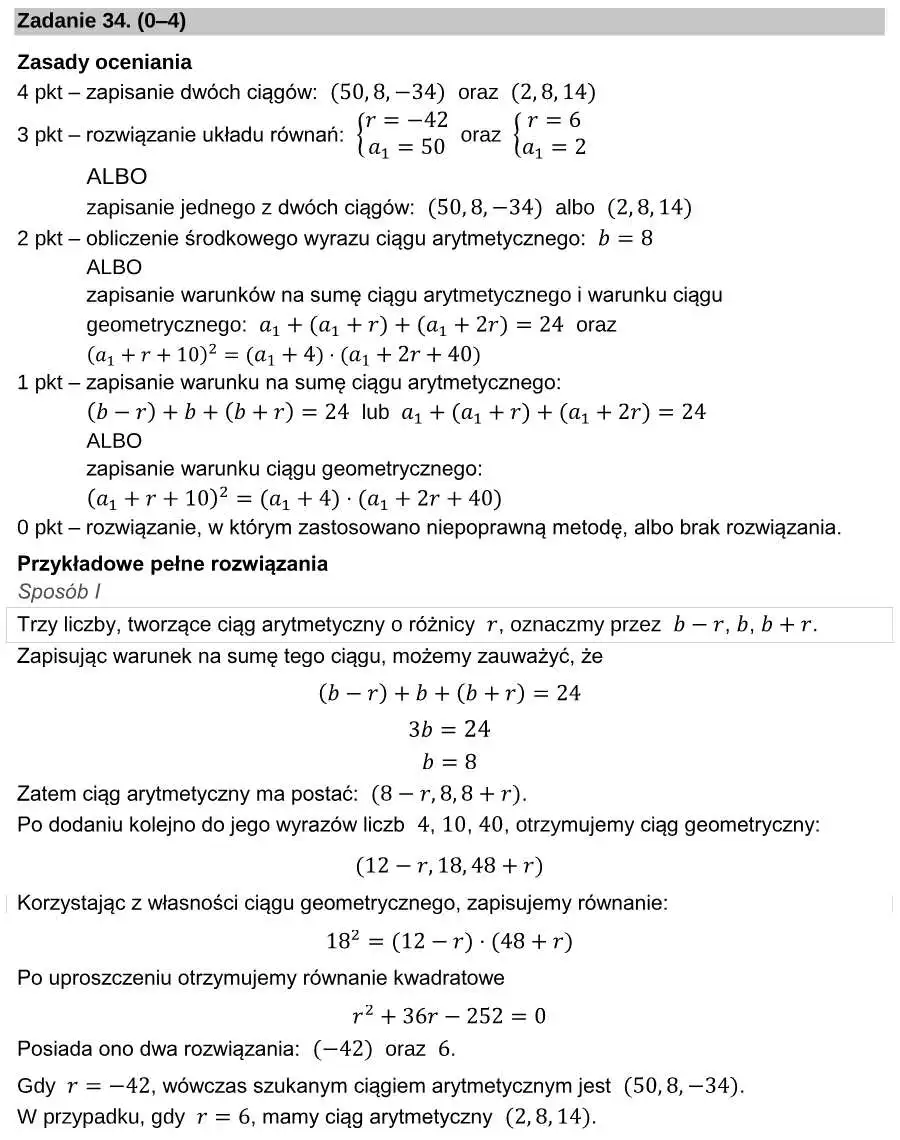 Zadanie 34. (0–4)
Zasady oceniania
4 pkt – zapisanie dwóch ciągów: (50, 8, −34) oraz (2, 8, 14)
3 pkt – rozwiązanie układu równań: {r = −42 a₁ = 50 oraz {r = 6 a₁ = 2
ALBO
zapisanie jednego z dwóch ciągów: (50, 8, −34) albo (2, 8, 14)
2 pkt – obliczenie środkowego wyrazu ciągu arytmetycznego: b = 8
ALBO
zapisanie warunków na sumę ciągu arytmetycznego i warunku ciągu
geometrycznego: a₁ + (a₁ + r) + (a₁ + 2r) = 24 oraz
(a₁ + r + 10)² = (a₁ + 4) · (a₁ + 2r + 40)
1 pkt – zapisanie warunku na sumę ciągu arytmetycznego:
(b − r) + b + (b + r) = 24 lub a₁ + (a₁ + r) + (a₁ + 2r) = 24
ALBO
zapisanie warunku ciągu geometrycznego:
(a₁ + r + 10)² = (a₁ + 4) · (a₁ + 2r + 40)
0 pkt – rozwiązanie, w którym zastosowano niepoprawną metodę, albo brak rozwiązania.
Przykładowe pełne rozwiązania
Sposób I
Trzy liczby, tworzące ciąg arytmetyczny o różnicy r, oznaczmy przez b − r, b, b + r.
Zapisując warunek na sumę tego ciągu, możemy zauważyć, że
(b − r) + b + (b + r) = 24
3b = 24
b = 8
Zatem ciąg arytmetyczny ma postać: (8 − r, 8, 8 + r).
Po dodaniu kolejno do jego wyrazów liczb 4, 10, 40, otrzymujemy ciąg geometryczny:
(12 − r, 18, 48 + r)
Korzystając z własności ciągu geometrycznego, zapisujemy równanie:
18² = (12 − r) · (48 + r)
Po uproszczeniu otrzymujemy równanie kwadratowe
r² + 36r − 252 = 0
Posiada ono dwa rozwiązania: (−42) oraz 6.
Gdy r = −42, wówczas szukanym ciągiem arytmetycznym jest (50, 8, −34).
W przypadku, gdy r = 6, mamy ciąg arytmetyczny (2, 8, 14).